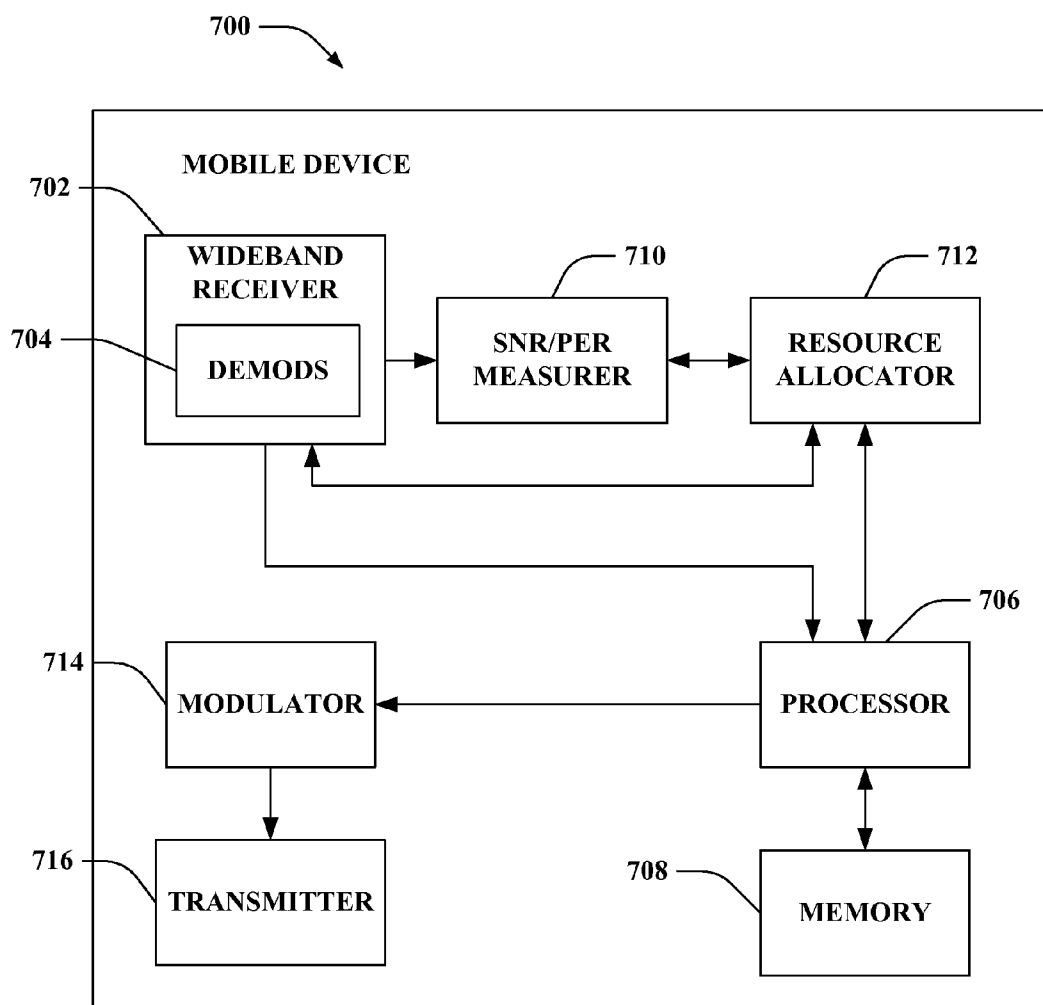 700
MOBILE DEVICE
702
WIDEBAND
RECEIVER
710
712
704
DEMODS
SNR/PER
MEASURER
RESOURCE
ALLOCATOR
706
714
MODULATOR
PROCESSOR
716
TRANSMITTER
708
MEMORY